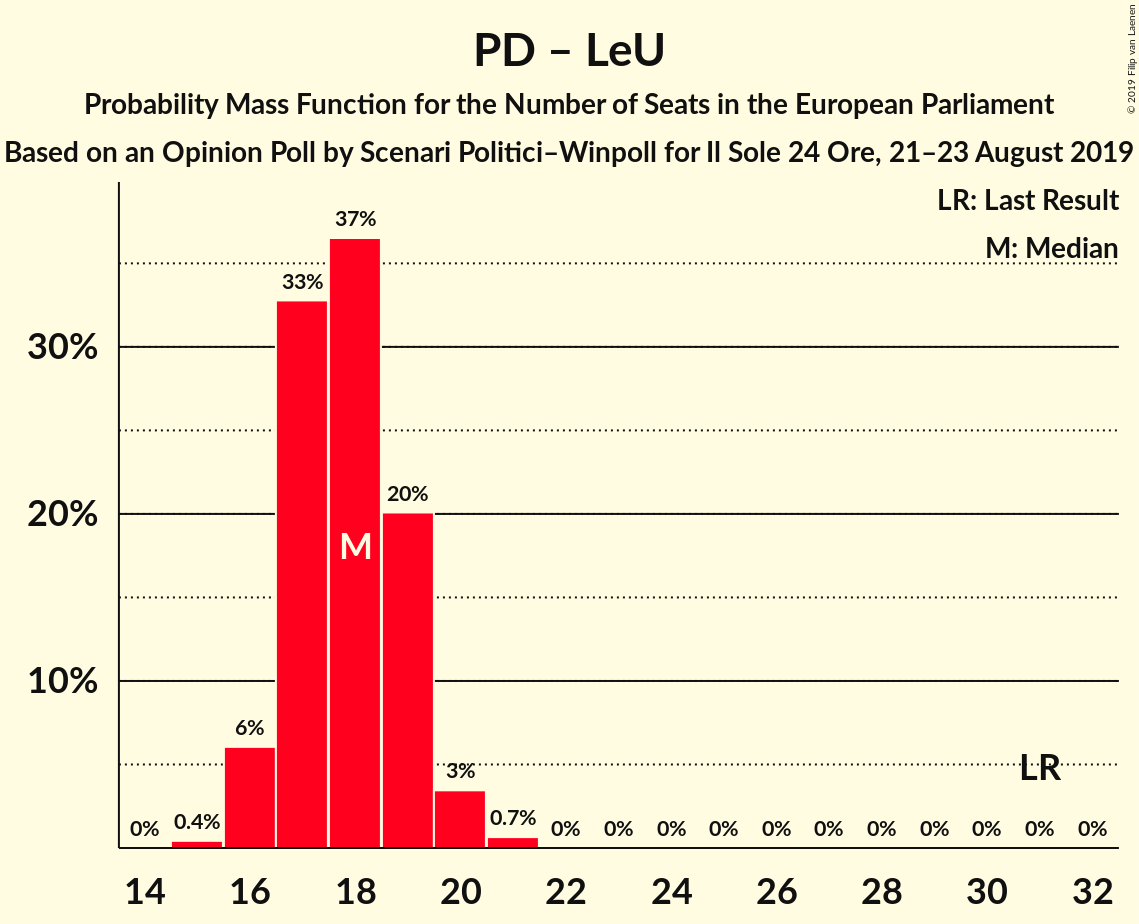 PD – LeU
Probability Mass Function for the Number of Seats in the European Parliament
Based on an Opinion Poll by Scenari Politici–Winpoll for Il Sole 24 Ore, 21–23 August 2019
© 2019 Filip van Laenen
LR: Last Result
M: Median
37%
33%
30%
20%
20%
M
10%
6%
3%
LR
0% 0.4% 0.7% 0% 0% 0% 0% 0% 0% 0% 0% 0% 0% 0%
14 16 18 20 22 24 26 28 30 32